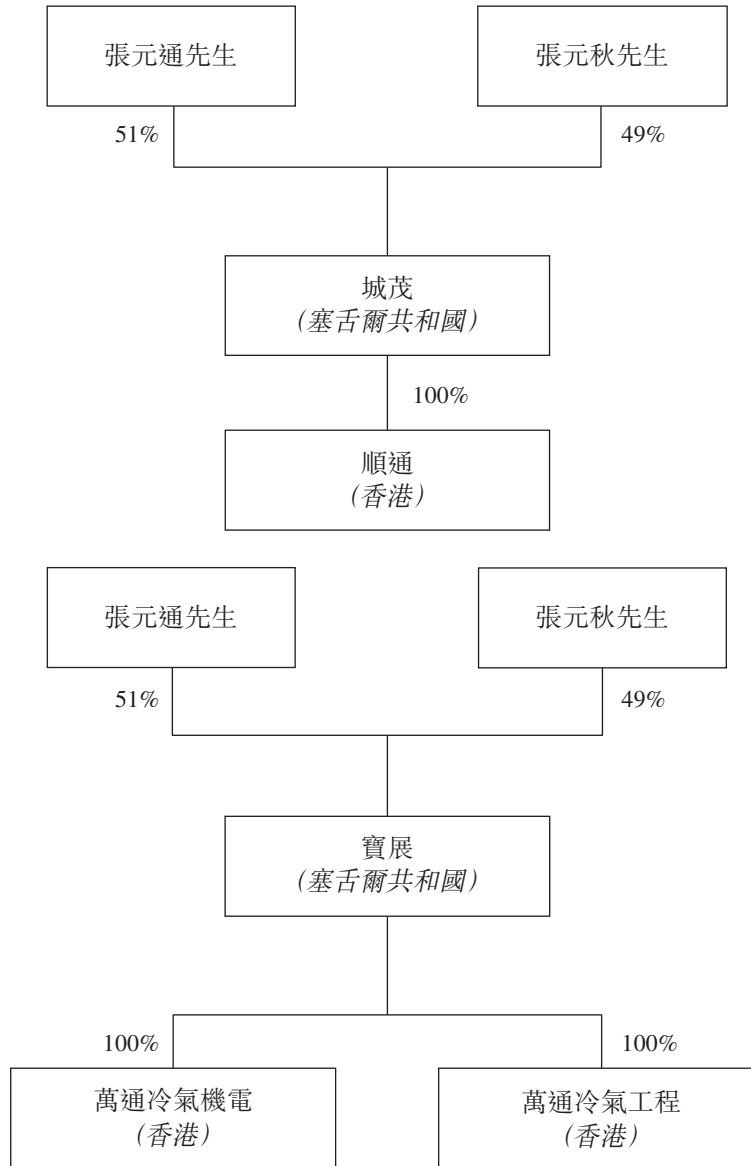 張元通先生
張元秋先生
51%
49%
城茂
(塞舌爾共和國)
100%
順通
(香港)
張元通先生
張元秋先生
51%
49%
寶展
(塞舌爾共和國)
100%
100%
萬通冷氣機電
(香港)
萬通冷氣工程
(香港)